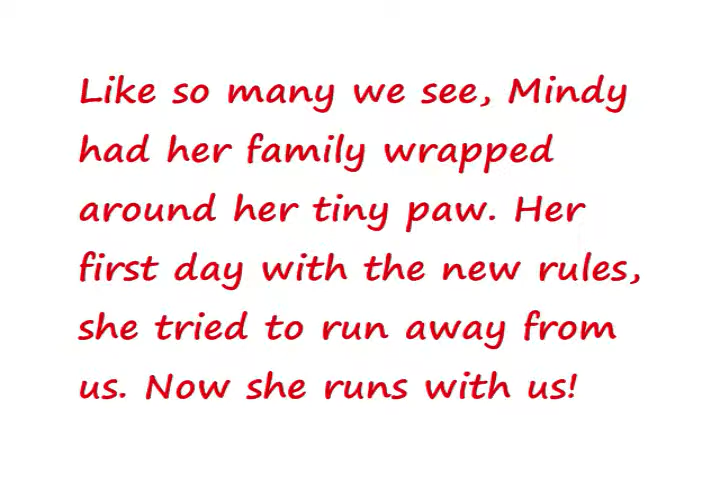 Like so many we see, Mindy
had her family wrapped
around her tiny paw. Her
first day with the new rules,
she tried to run away from
us. Now she runs with us!